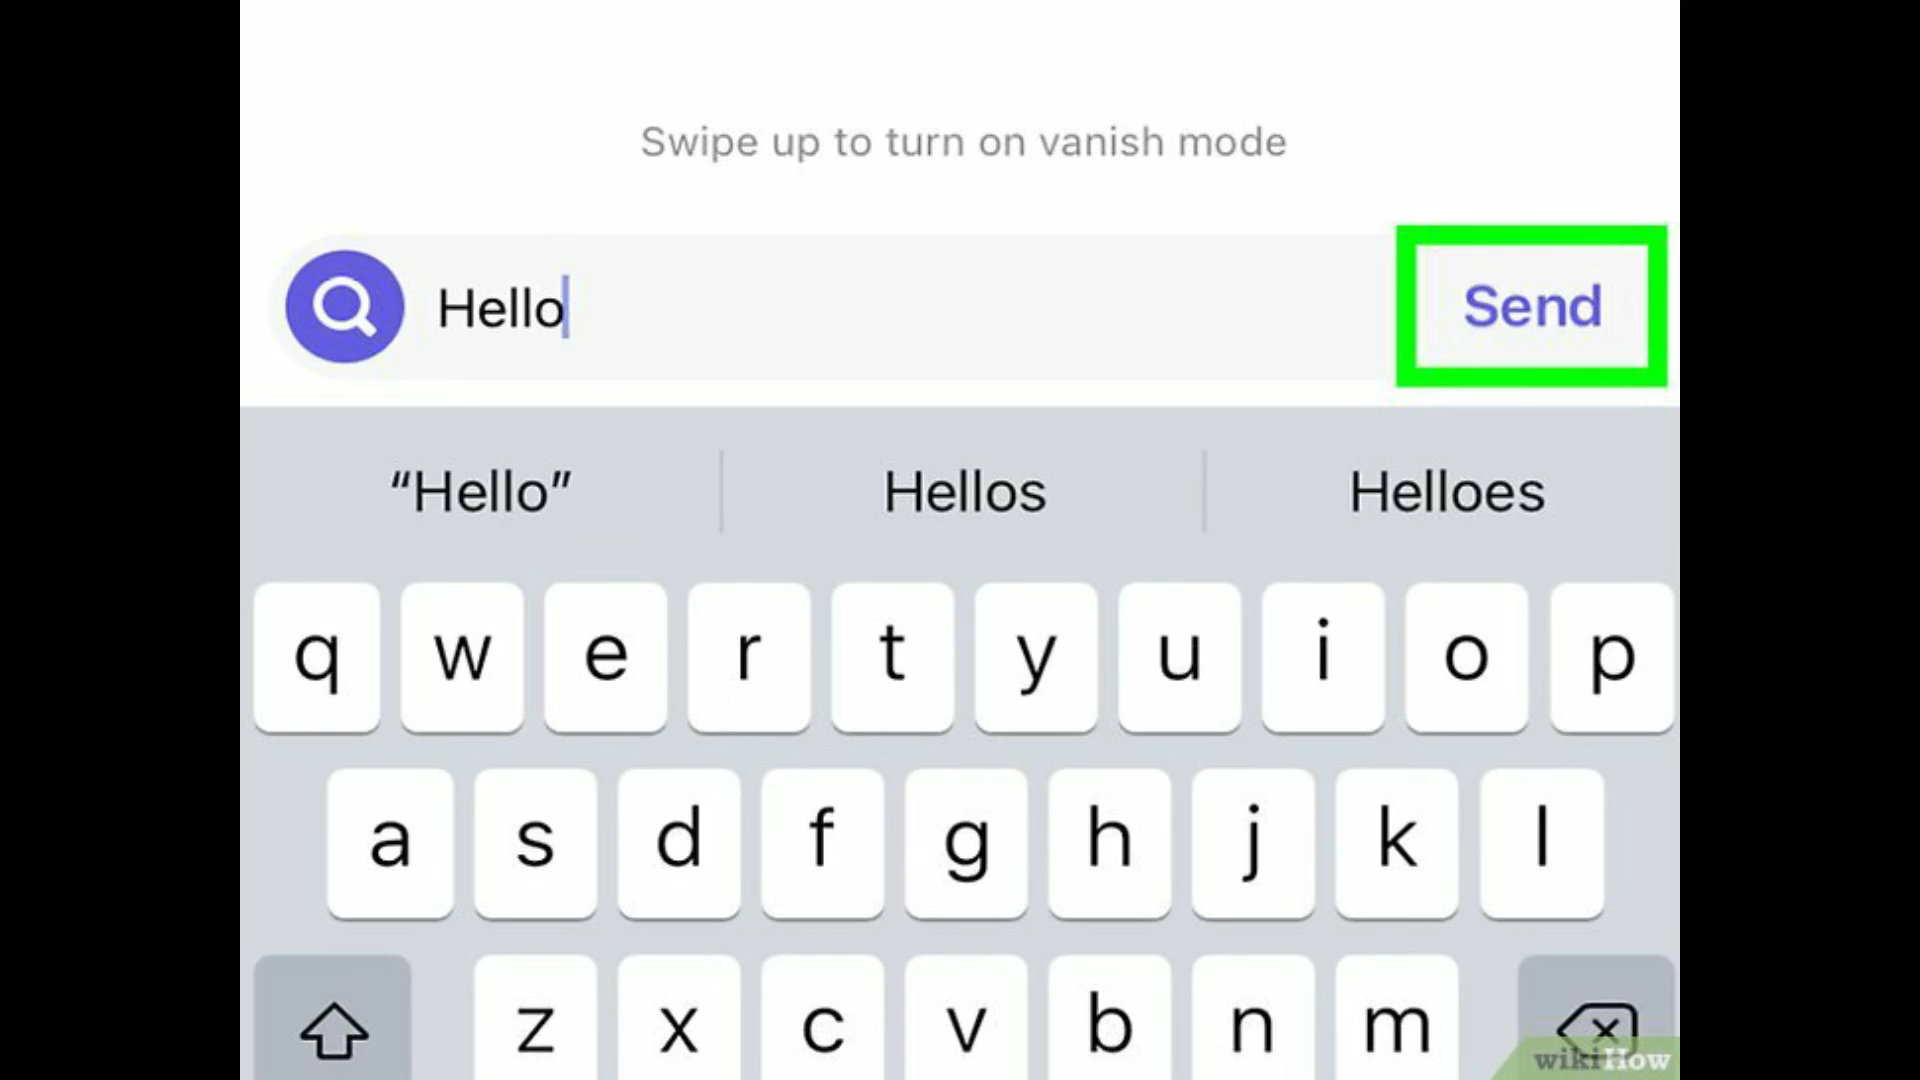 Swipe up to turn on vanish mode
Hello Send
“Hello” Hellos Helloes
q w e r t y u i o p
a s d f g h j k l
z x c v b n m
wikiHow